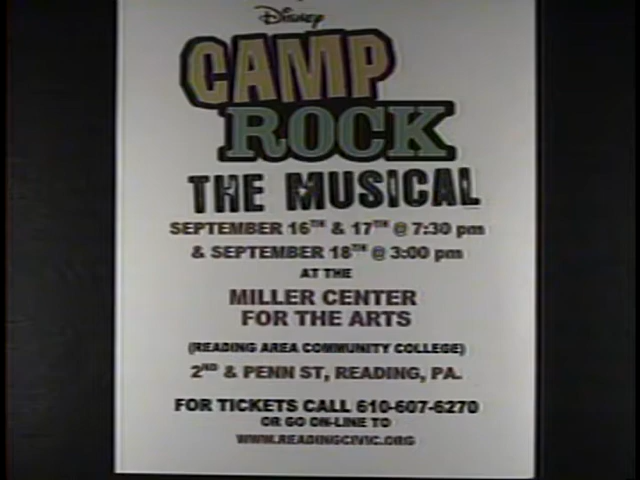 Disney
CAMP
ROCK
THE MUSICAL
SEPTEMBER 16TH & 17TH @ 7:30 pm
& SEPTEMBER 18TH @ 3:00 pm
AT THE
MILLER CENTER
FOR THE ARTS
(READING AREA COMMUNITY COLLEGE)
2ND & PENN ST, READING, PA.
FOR TICKETS CALL 610-607-6270
OR GO ON-LINE TO
WWW.READINGCIVIC.ORG